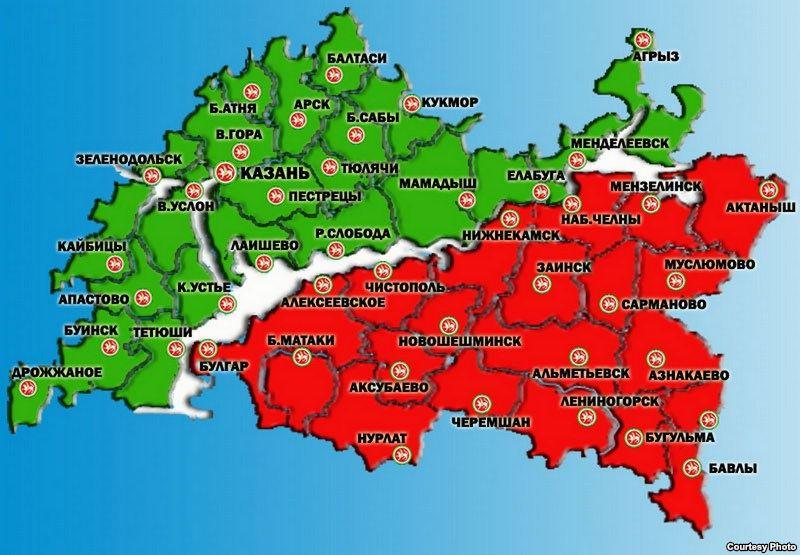 АГРЫЗ
БАЛТАСИ
Б.АТНЯ
АРСК
КУКМОР
Б.САБЫ
В.ГОРА
МЕНДЕЛЕЕВСК
ЗЕЛЕНОДОЛЬСК
КАЗАНЬ
ТЮЛЯЧИ
ЕЛАБУГА
МАМАДЫШ
МЕНЗЕЛИНСК
ПЕСТРЕЦЫ
В.УСЛОН
АКТАНЫШ
НАБ.ЧЕЛНЫ
Р.СЛОБОДА
НИЖНЕКАМСК
КАЙБИЦЫ
ЛАИШЕВО
ЗАИНСК
МУСЛЮМОВО
К.УСТЬЕ
ЧИСТОПОЛЬ
АПАСТОВО
АЛЕКСЕЕВСКОЕ
САРМАНОВО
БУИНСК
ТЕТЮШИ
Б.МАТАКИ
НОВОШЕШМИНСК
БУЛГАР
ДРОЖЖАНОЕ
АЛЬМЕТЬЕВСК
АЗНАКАЕВО
АКСУБАЕВО
ЛЕНИНОГОРСК
ЧЕРЕМШАН
НУРЛАТ
БУГУЛЬМА
БАВЛЫ
Courtesy Photo